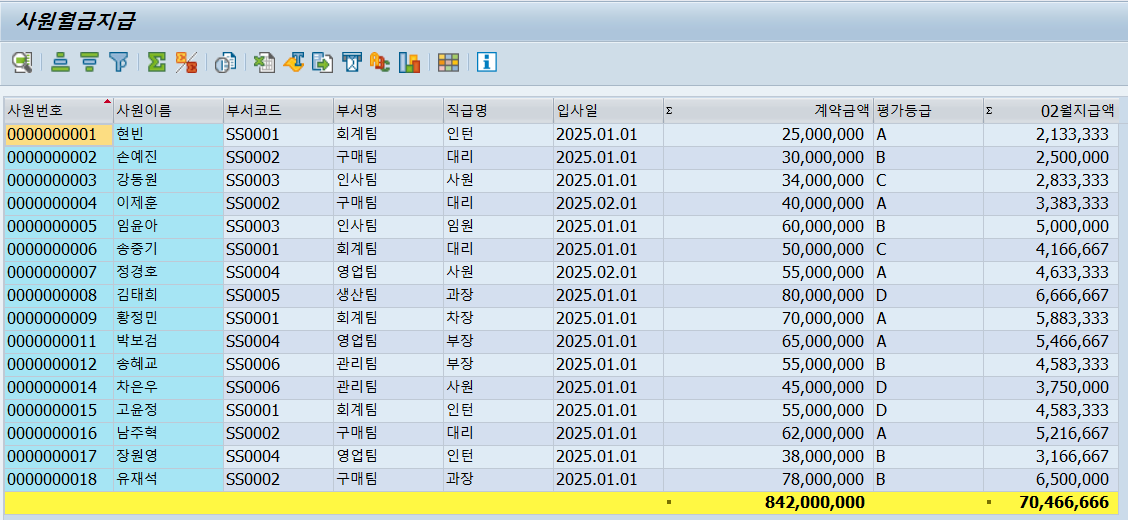 사원월급지급
사원번호 사원이름 부서코드 부서명 직급명 입사일 Σ 계약금액 평가등급 Σ 02월지급액
0000000001 현빈 SS0001 회계팀 인턴 2025.01.01 25,000,000 A 2,133,333
0000000002 손예진 SS0002 구매팀 대리 2025.01.01 30,000,000 B 2,500,000
0000000003 강동원 SS0003 인사팀 사원 2025.01.01 34,000,000 C 2,833,333
0000000004 이제훈 SS0002 구매팀 대리 2025.02.01 40,000,000 A 3,383,333
0000000005 임윤아 SS0003 인사팀 임원 2025.01.01 60,000,000 B 5,000,000
0000000006 송중기 SS0001 회계팀 대리 2025.01.01 50,000,000 C 4,166,667
0000000007 정경호 SS0004 영업팀 사원 2025.02.01 55,000,000 A 4,633,333
0000000008 김태희 SS0005 생산팀 과장 2025.01.01 80,000,000 D 6,666,667
0000000009 황정민 SS0001 회계팀 차장 2025.01.01 70,000,000 A 5,883,333
0000000011 박보검 SS0004 영업팀 부장 2025.01.01 65,000,000 A 5,466,667
0000000012 송혜교 SS0006 관리팀 부장 2025.01.01 55,000,000 B 4,583,333
0000000014 차은우 SS0006 관리팀 사원 2025.01.01 45,000,000 D 3,750,000
0000000015 고윤정 SS0001 회계팀 인턴 2025.01.01 55,000,000 D 4,583,333
0000000016 남주혁 SS0002 구매팀 대리 2025.01.01 62,000,000 A 5,216,667
0000000017 장원영 SS0004 영업팀 인턴 2025.01.01 38,000,000 B 3,166,667
0000000018 유재석 SS0002 구매팀 과장 2025.01.01 78,000,000 B 6,500,000
842,000,000 70,466,666